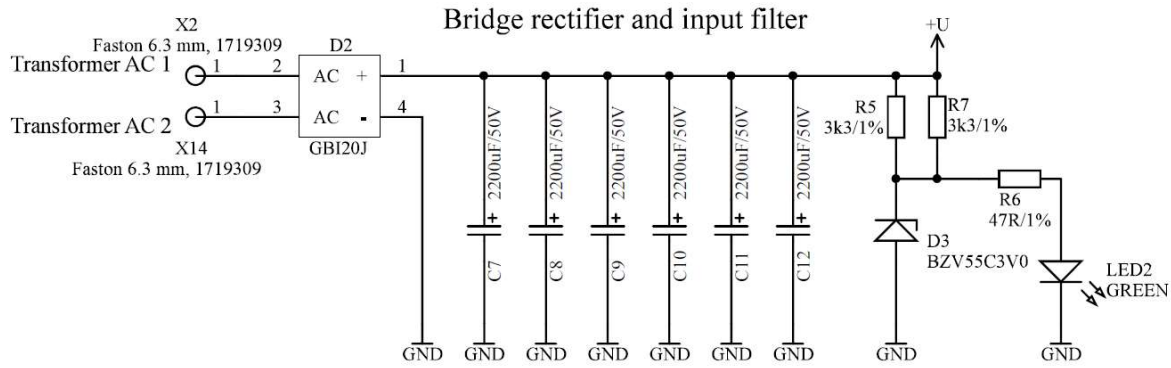 Bridge rectifier and input filter
X2
Faston 6.3 mm, 1719309
Transformer AC 1
1
2
D2
AC +
1
+U
Transformer AC 2
1
3
AC -
4
X14
Faston 6.3 mm, 1719309
GBI20J
2200uF/50V
2200uF/50V
2200uF/50V
2200uF/50V
2200uF/50V
2200uF/50V
+
+
+
+
+
+
C7
C8
C9
C10
C11
C12
R5
3k3/1%
R7
3k3/1%
R6
47R/1%
D3
BZV55C3V0
LED2
GREEN
GND
GND
GND
GND
GND
GND
GND
GND
GND